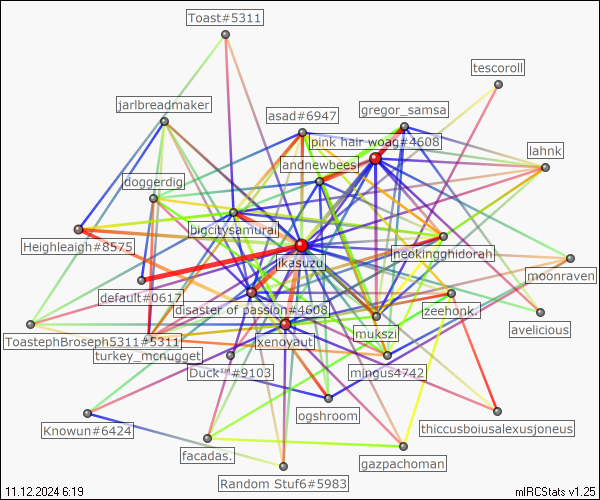 Toast#5311
tescoroll
jarlbreadmaker
gregor_samsa
asad#6947
pink hair woag#4608
lahnk
andnewbees
doggerdig
bigcitysamurai
Heighleaigh#8575
neokingghidorah
jkasuzu
moonraven
default#0617
disaster of passion#4608
zeehonk.
avelicious
ToastephBroseph5311#5311
mukszi
xenoyaut
turkey_mcnugget
Duck™#9103
mingus4742
ogshroom
Knowun#6424
thiccusboiusalexusjoneus
facadas.
gazpachoman
Random Stuf6#5983
11.12.2024 6:19
mIRCStats v1.25